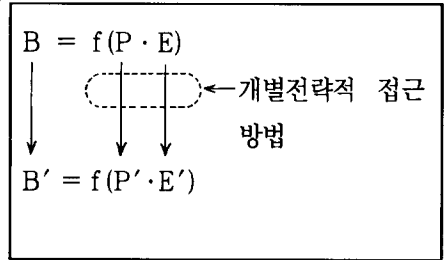 B = f(P · E)
개별전략적 접근
방법
B′ = f(P′·E′)